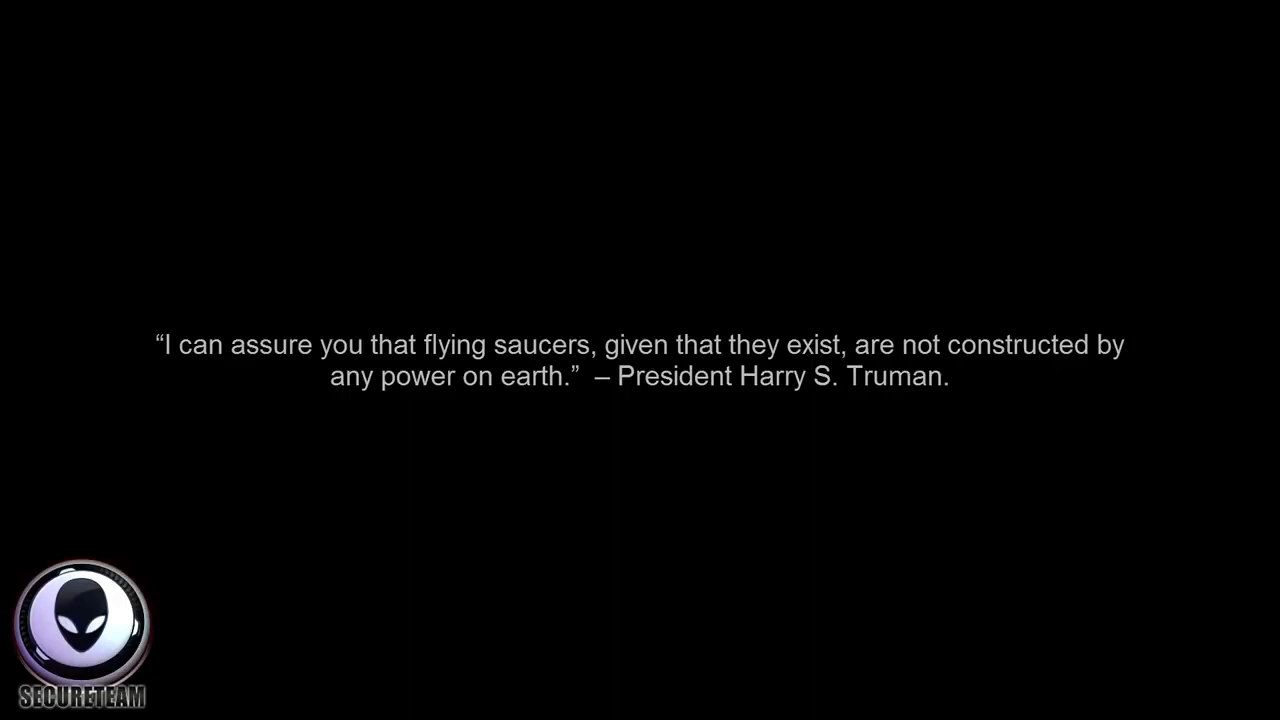 “I can assure you that flying saucers, given that they exist, are not constructed by
any power on earth.”  – President Harry S. Truman.
SECURETEAM